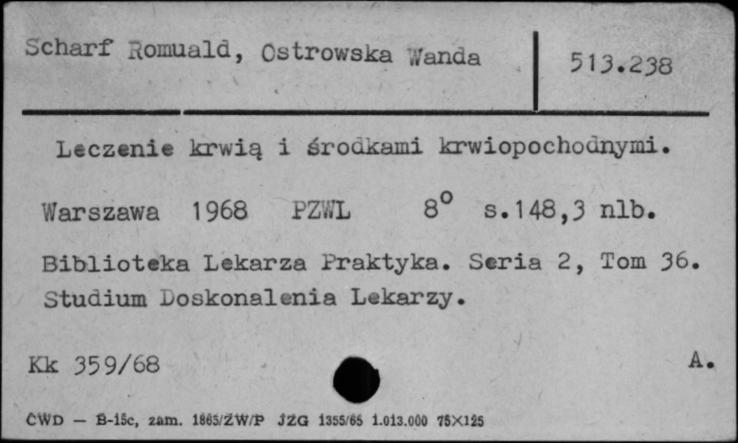 Scharf Romuald, Ostrowska Wanda 513.238
Leczenie krwią i środkami krwiopochodnymi.
Warszawa 1968 PZWL 8° s.148,3 nlb.
Biblioteka Lekarza Praktyka. Seria 2, Tom 36.
Studium Doskonalenia Lekarzy.
Kk 359/68 A.
CWD — B-15c, zam. 1865/ZW/P JZG 1355/65 1.013.000 75×125